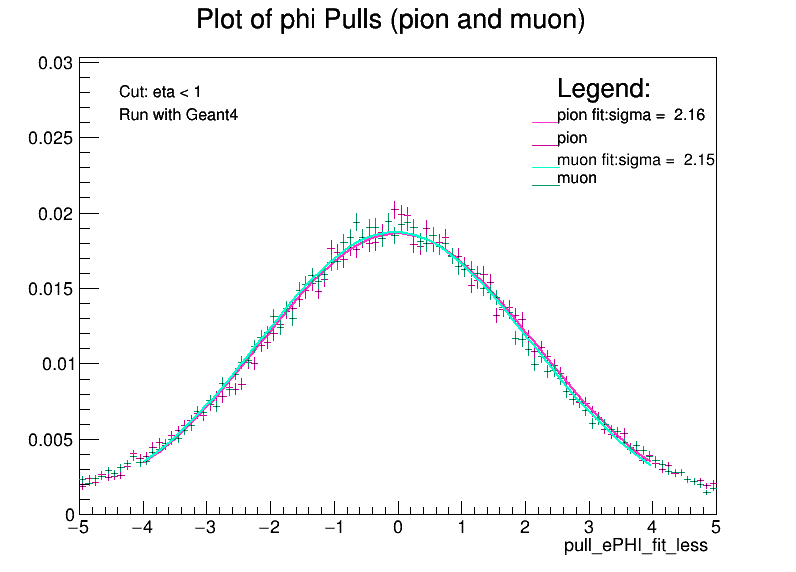 Plot of phi Pulls (pion and muon)
0.03
Cut: eta < 1
Run with Geant4
Legend:
pion fit:sigma = 2.16
pion
muon fit:sigma = 2.15
muon
0.025
0.02
0.015
0.01
0.005
0
−5 −4 −3 −2 −1 0 1 2 3 4 5
pull_ePHI_fit_less